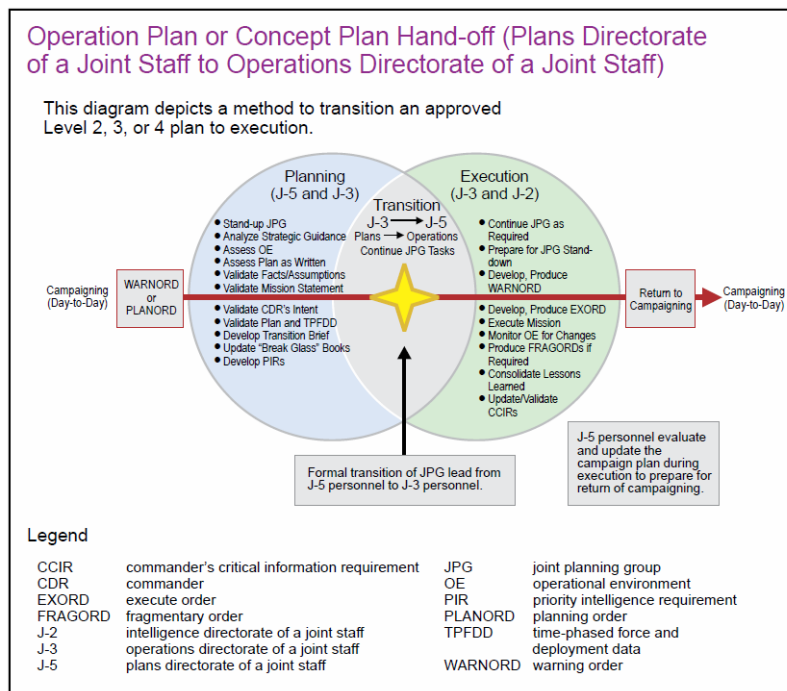 Operation Plan or Concept Plan Hand-off (Plans Directorate
of a Joint Staff to Operations Directorate of a Joint Staff)
This diagram depicts a method to transition an approved
Level 2, 3, or 4 plan to execution.
Planning
(J-5 and J-3)
Execution
(J-3 and J-2)
Transition
J-3 → J-5
Plans → Operations
Continue JPG Tasks
• Stand-up JPG
• Analyze Strategic Guidance
• Assess OE
• Assess Plan as Written
• Validate Facts/Assumptions
• Validate Mission Statement
• Validate CDR's Intent
• Validate Plan and TPFDD
• Develop Transition Brief
• Update "Break Glass" Books
• Develop PIRs
• Continue JPG as
Required
• Prepare for JPG Stand-
down
• Develop, Produce
WARNORD
• Develop, Produce EXORD
• Execute Mission
• Monitor OE for Changes
• Produce FRAGORDs if
Required
• Consolidate Lessons
Learned
• Update/Validate
CCIRs
Campaigning
(Day-to-Day)
WARNORD
or
PLANORD
Return to
Campaigning
Campaigning
(Day-to-Day)
Formal transition of JPG lead from
J-5 personnel to J-3 personnel.
J-5 personnel evaluate
and update the
campaign plan during
execution to prepare for
return of campaigning.
Legend
CCIR commander's critical information requirement
CDR commander
EXORD execute order
FRAGORD fragmentary order
J-2 intelligence directorate of a joint staff
J-3 operations directorate of a joint staff
J-5 plans directorate of a joint staff
JPG joint planning group
OE operational environment
PIR priority intelligence requirement
PLANORD planning order
TPFDD time-phased force and
deployment data
WARNORD warning order